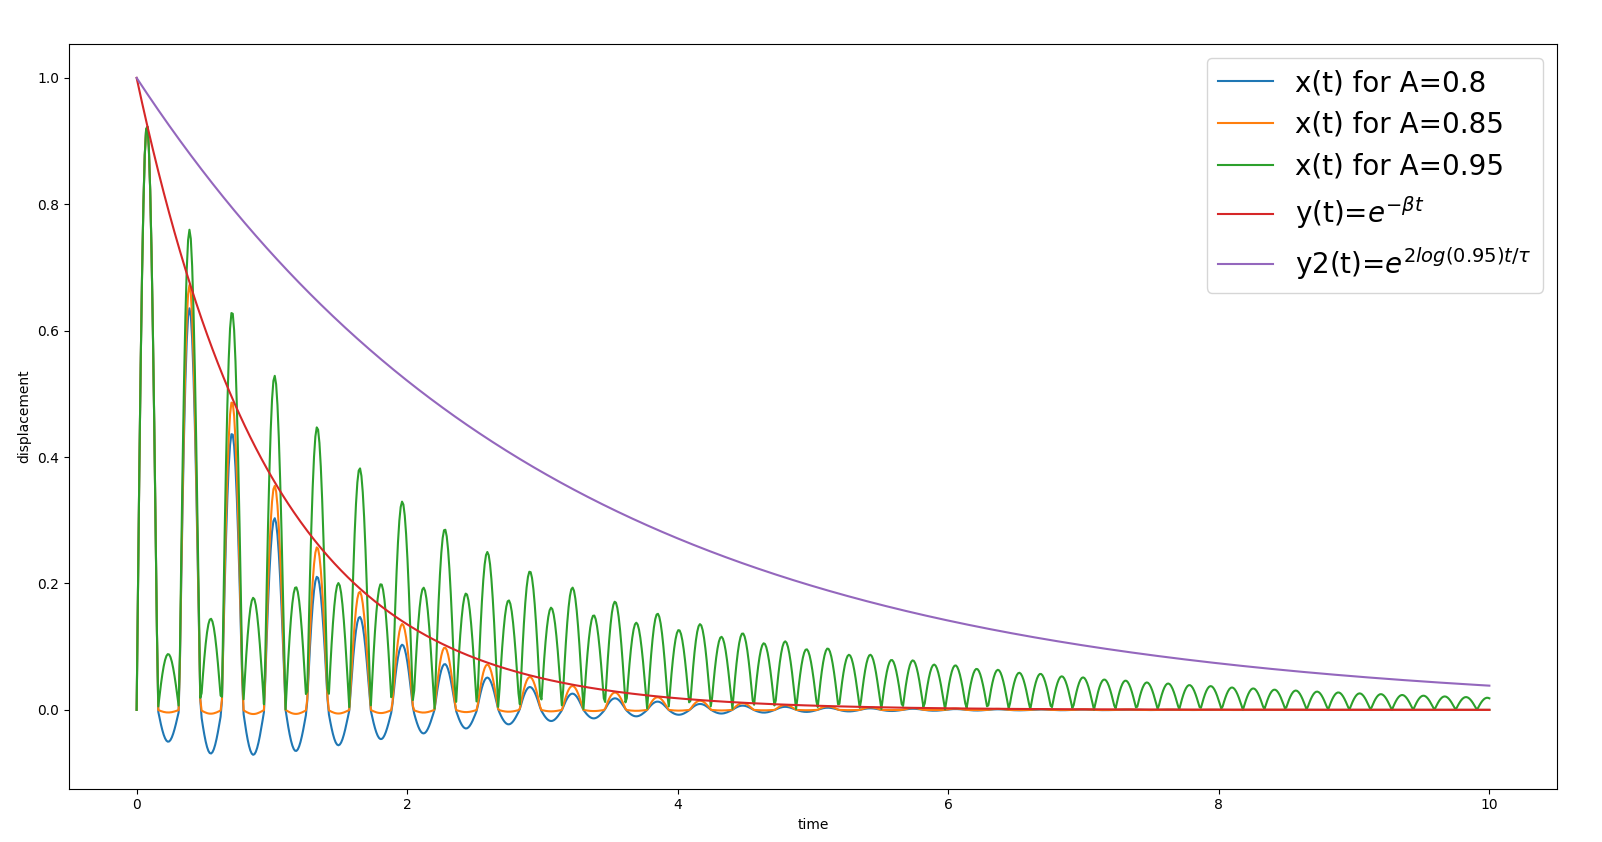 x(t) for A=0.8
x(t) for A=0.85
x(t) for A=0.95
y(t)=e^{-βt}
y2(t)=e^{2log(0.95)t/τ}
1.0
0.8
0.6
0.4
0.2
0.0
displacement
0 2 4 6 8 10
time